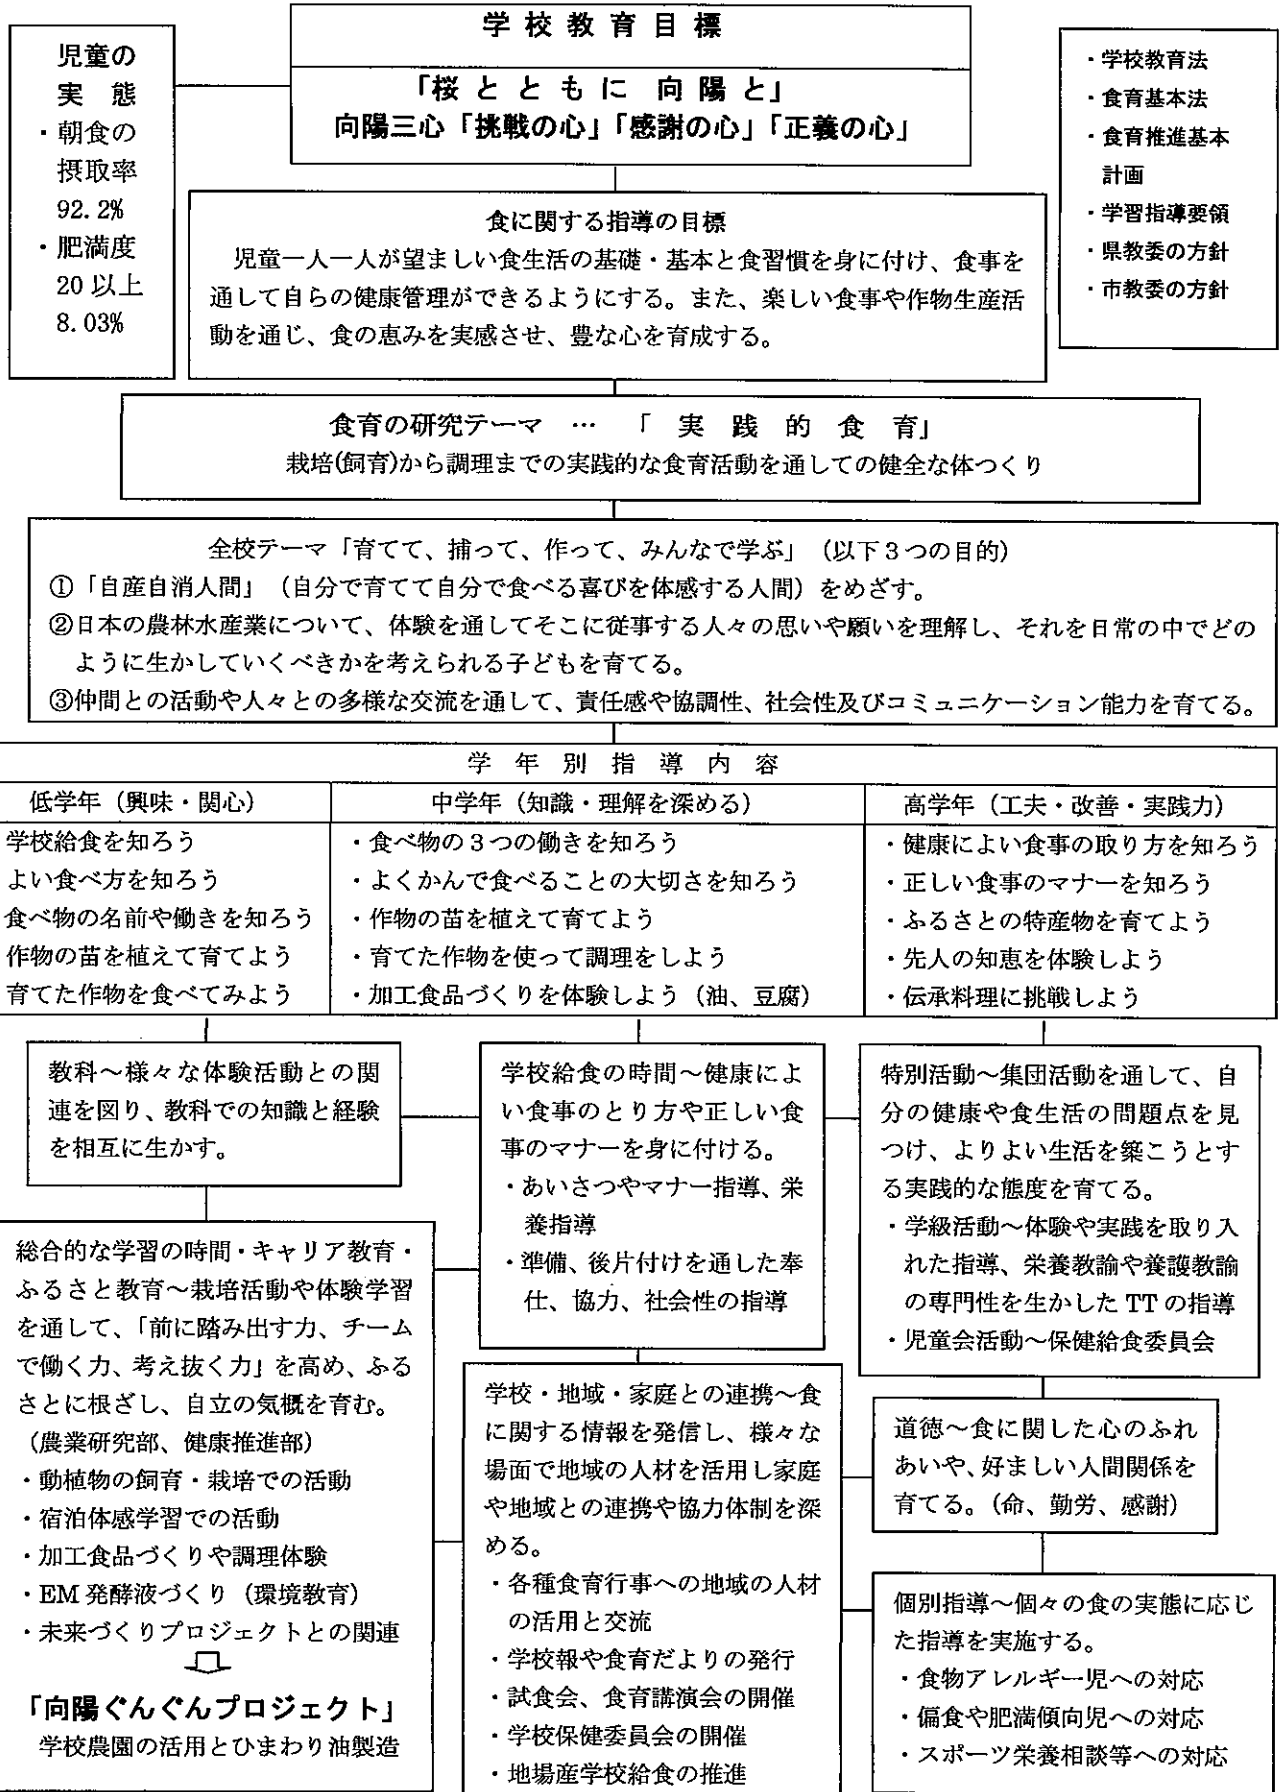 学校教育目標
「桜とともに 向陽と」
向陽三心「挑戦の心」「感謝の心」「正義の心」
児童の
実態
・朝食の
摂取率
92.2%
・肥満度
20以上
8.03%
・学校教育法
・食育基本法
・食育推進基本
計画
・学習指導要領
・県教委の方針
・市教委の方針
食に関する指導の目標
児童一人一人が望ましい食生活の基礎・基本と食習慣を身に付け、食事を
通して自らの健康管理ができるようにする。また、楽しい食事や作物生産活
動を通じ、食の恵みを実感させ、豊な心を育成する。
食育の研究テーマ … 「実践的食育」
栽培(飼育)から調理までの実践的な食育活動を通しての健全な体つくり
全校テーマ「育てて、捕って、作って、みんなで学ぶ」（以下３つの目的）
①「自産自消人間」（自分で育てて自分で食べる喜びを体感する人間）をめざす。
②日本の農林水産業について、体験を通してそこに従事する人々の思いや願いを理解し、それを日常の中でどの
ように生かしていくべきかを考えられる子どもを育てる。
③仲間との活動や人々との多様な交流を通して、責任感や協調性、社会性及びコミュニケーション能力を育てる。
学年別指導内容
低学年（興味・関心）
学校給食を知ろう
よい食べ方を知ろう
食べ物の名前や働きを知ろう
作物の苗を植えて育てよう
育てた作物を食べてみよう
中学年（知識・理解を深める）
・食べ物の３つの働きを知ろう
・よくかんで食べることの大切さを知ろう
・作物の苗を植えて育てよう
・育てた作物を使って調理をしよう
・加工食品づくりを体験しよう（油、豆腐）
高学年（工夫・改善・実践力）
・健康によい食事の取り方を知ろう
・正しい食事のマナーを知ろう
・ふるさとの特産物を育てよう
・先人の知恵を体験しよう
・伝承料理に挑戦しよう
教科～様々な体験活動との関
連を図り、教科での知識と経験
を相互に生かす。
総合的な学習の時間・キャリア教育・
ふるさと教育～栽培活動や体験学習
を通して、「前に踏み出す力、チーム
で働く力、考え抜く力」を高め、ふる
さとに根ざし、自立の気概を育む。
（農業研究部、健康推進部）
・動植物の飼育・栽培での活動
・宿泊体感学習での活動
・加工食品づくりや調理体験
・EM発酵液づくり（環境教育）
・未来づくりプロジェクトとの関連
「向陽ぐんぐんプロジェクト」
学校農園の活用とひまわり油製造
学校給食の時間～健康によ
い食事のとり方や正しい食
事のマナーを身に付ける。
・あいさつやマナー指導、栄
養指導
・準備、後片付けを通した奉
仕、協力、社会性の指導
学校・地域・家庭との連携～食
に関する情報を発信し、様々な
場面で地域の人材を活用し家庭
や地域との連携や協力体制を深
める。
・各種食育行事への地域の人材
の活用と交流
・学校報や食育だよりの発行
・試食会、食育講演会の開催
・学校保健委員会の開催
・地場産学校給食の推進
特別活動～集団活動を通して、自
分の健康や食生活の問題点を見
つけ、よりよい生活を築こうとす
る実践的な態度を育てる。
・学級活動～体験や実践を取り入
れた指導、栄養教諭や養護教諭
の専門性を生かしたTTの指導
・児童会活動～保健給食委員会
道徳～食に関した心のふれ
あいや、好ましい人間関係を
育てる。（命、勤労、感謝）
個別指導～個々の食の実態に応じ
た指導を実施する。
・食物アレルギー児への対応
・偏食や肥満傾向児への対応
・スポーツ栄養相談等への対応